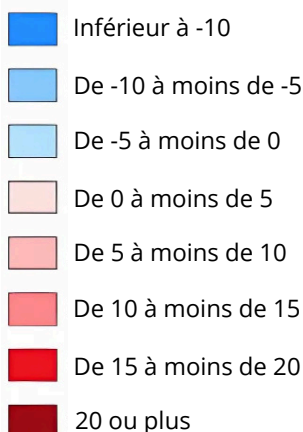 Inférieur à -10
De -10 à moins de -5
De -5 à moins de 0
De 0 à moins de 5
De 5 à moins de 10
De 10 à moins de 15
De 15 à moins de 20
20 ou plus